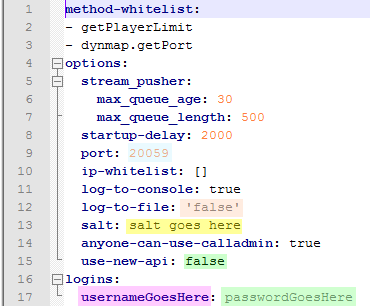 1 method-whitelist:
2 - getPlayerLimit
3 - dynmap.getPort
4 options:
5 stream_pusher:
6 max_queue_age: 30
7 max_queue_length: 500
8 startup-delay: 2000
9 port: 20059
10 ip-whitelist: []
11 log-to-console: true
12 log-to-file: 'false'
13 salt: salt goes here
14 anyone-can-use-calladmin: true
15 use-new-api: false
16 logins:
17 usernameGoesHere: passwordGoesHere